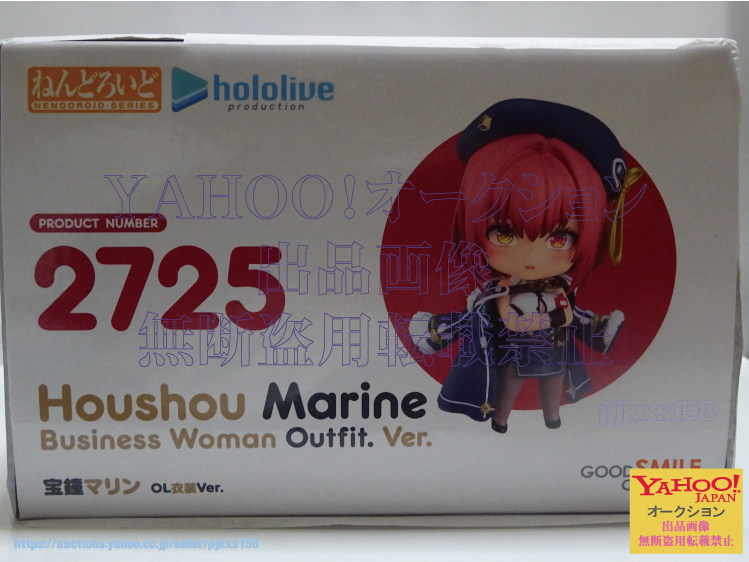 ねんどろいど
NENDOROID・SERIES
hololive
production
YAHOO!オークション
出品画像
無断盗用転載禁止
PRODUCT NUMBER
2725
Houshou Marine
Business Woman Outfit. Ver.
宝鐘マリン OL衣装Ver.
pjkxs158
GOOD SMILE
YAHOO!
JAPAN
オークション
出品画像
無断盗用転載禁止
https://auctions.yahoo.co.jp/seller/pjkxs158